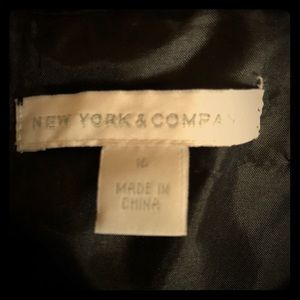 NEW YORK & COMPANY
16
MADE IN
CHINA